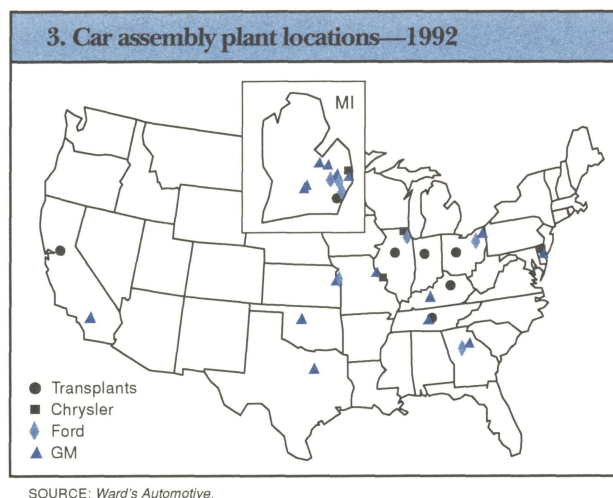 3. Car assembly plant locations—1992
MI
Transplants
Chrysler
Ford
GM
SOURCE: Ward's Automotive.